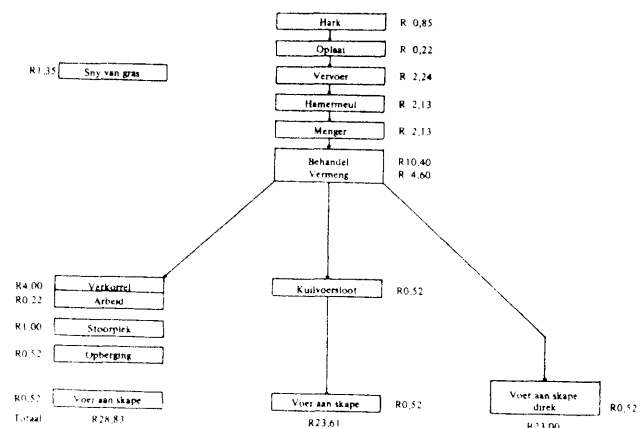 Hark R 0,85
Oplaai R 0,22
R1,35 Sny van gras
Vervoer R 2,24
Hamermeul R 2,13
Menger R 2,13
Behandel R10,40
Vermeng R 4,60
R4,00 Verkorrel
R0,22 Arbeid
Kuilvoersloot R0,52
R1,00 Stoorplek
R0,52 Opberging
R0,52 Voer aan skape
Voer aan skape R0,52
Voer aan skape
direk R0,52
Totaal R28,83
R23,61
R23,00